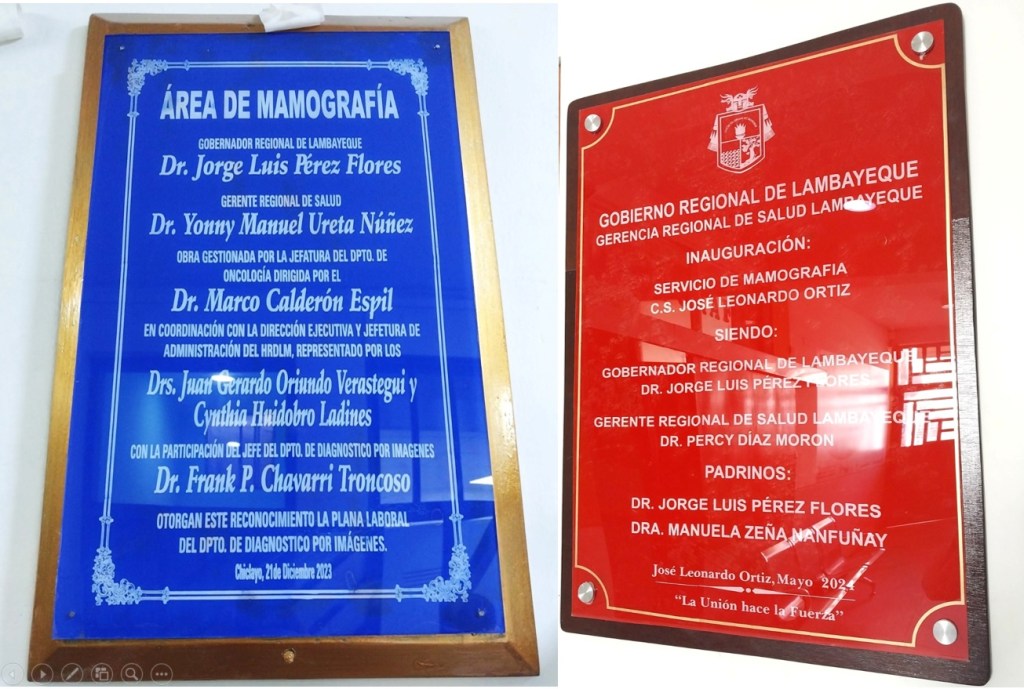 ÁREA DE MAMOGRAFÍA
GOBERNADOR REGIONAL DE LAMBAYEQUE
Dr. Jorge Luis Pérez Flores
GERENTE REGIONAL DE SALUD
Dr. Yonny Manuel Ureta Núñez
OBRA GESTIONADA POR LA JEFATURA DEL DPTO. DE
ONCOLOGÍA DIRIGIDA POR EL
Dr. Marco Calderón Espil
EN COORDINACIÓN CON LA DIRECCIÓN EJECUTIVA Y JEFETURA DE
ADMINISTRACIÓN DEL HRDLM, REPRESENTADO POR LOS
Drs. Juan Gerardo Oriundo Verastegui y
Cynthia Huidobro Ladines
CON LA PARTICIPACIÓN DEL JEFE DEL DPTO. DE DIAGNOSTICO POR IMAGENES
Dr. Frank P. Chavarri Troncoso
OTORGAN ESTE RECONOCIMIENTO LA PLANA LABORAL
DEL DPTO. DE DIAGNOSTICO POR IMÁGENES.
Chiclayo, 21 de Diciembre 2023
GOBIERNO REGIONAL DE LAMBAYEQUE
GERENCIA REGIONAL DE SALUD LAMBAYEQUE
INAUGURACIÓN:
SERVICIO DE MAMOGRAFIA
C.S. JOSÉ LEONARDO ORTIZ
SIENDO:
GOBERNADOR REGIONAL DE LAMBAYEQUE
DR. JORGE LUIS PÉREZ FLORES
GERENTE REGIONAL DE SALUD LAMBAYEQUE
DR. PERCY DÍAZ MORON
PADRINOS:
DR. JORGE LUIS PÉREZ FLORES
DRA. MANUELA ZEÑA NANFUÑAY
José Leonardo Ortiz, Mayo 2024
“La Unión hace la Fuerza”